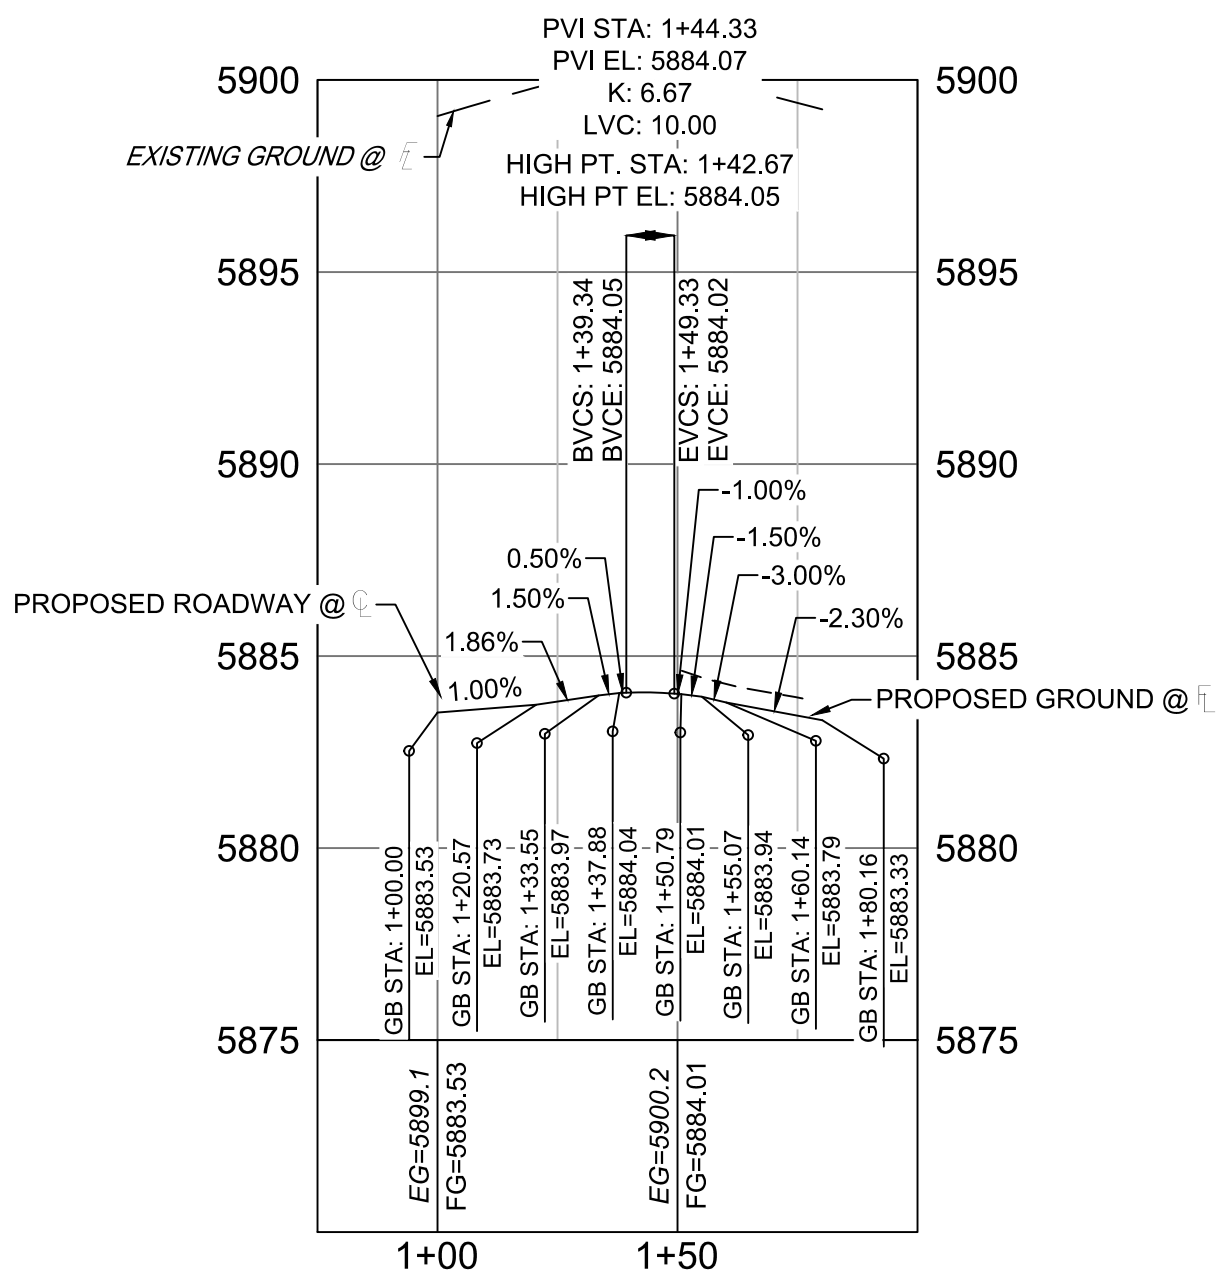 PVI STA: 1+44.33
PVI EL: 5884.07
K: 6.67
LVC: 10.00
HIGH PT. STA: 1+42.67
HIGH PT EL: 5884.05
5900
5900
EXISTING GROUND @ FL
5895
5895
BVCS: 1+39.34
BVCE: 5884.05
EVCS: 1+49.33
EVCE: 5884.02
5890
5890
-1.00%
-1.50%
0.50%
-3.00%
1.50%
PROPOSED ROADWAY @ CL
-2.30%
1.86%
5885
5885
1.00%
PROPOSED GROUND @ FL
5880
5880
GB STA: 1+00.00
EL=5883.53
GB STA: 1+20.57
EL=5883.73
GB STA: 1+33.55
EL=5883.97
GB STA: 1+37.88
EL=5884.04
GB STA: 1+50.79
EL=5884.01
GB STA: 1+55.07
EL=5883.94
GB STA: 1+60.14
EL=5883.79
GB STA: 1+80.16
EL=5883.33
5875
5875
EG=5899.1
FG=5883.53
EG=5900.2
FG=5884.01
1+00
1+50